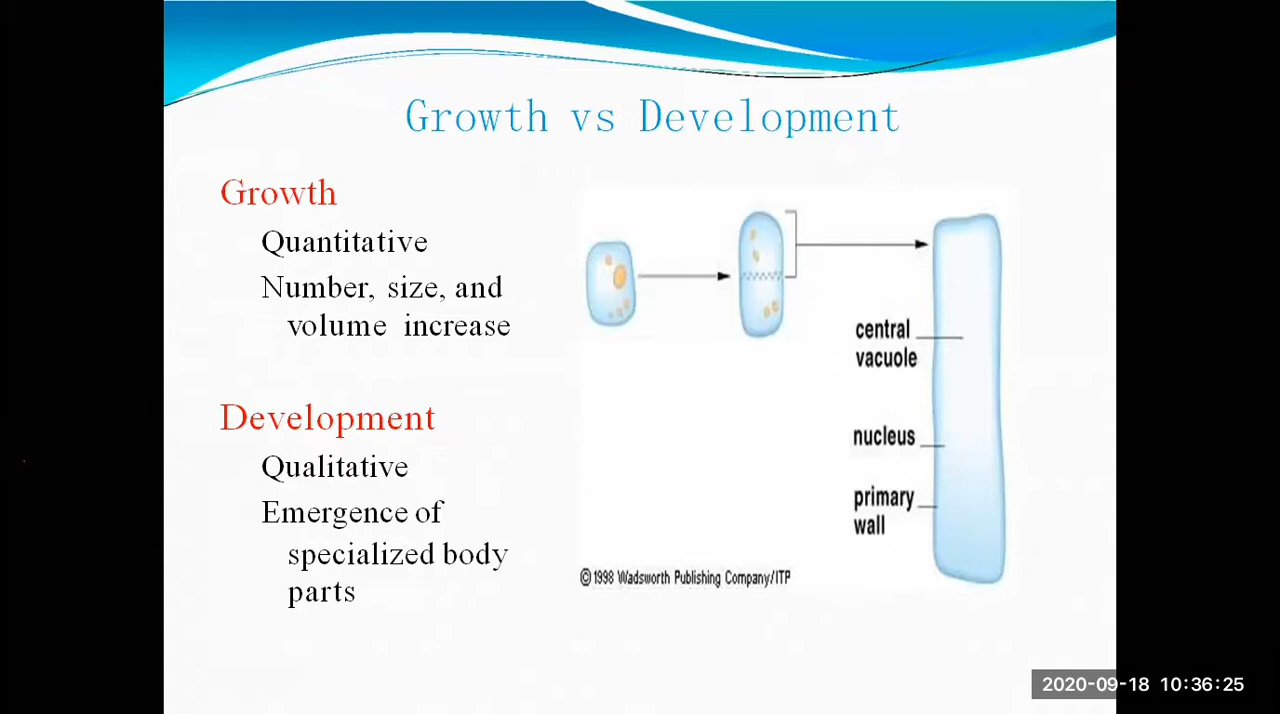 Growth vs Development
Growth
Quantitative
Number, size, and
volume increase
Development
Qualitative
Emergence of
specialized body
parts
central
vacuole
nucleus
primary
wall
©1998 Wadsworth Publishing Company/ITP
2020-09-18 10:36:25